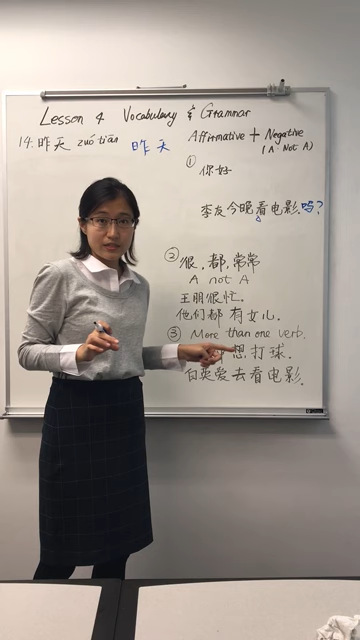 Lesson 4 Vocabulary & Grammar
14. 昨天 zuó tiān 昨天
Affirmative + Negative
(A Not A)
① 你好
李友今晚看电影.吗?
② 很,都,常常
A not A
王朋很忙.
他们都有女儿.
③ More than one verb.
想打球.
白英爱去看电影.